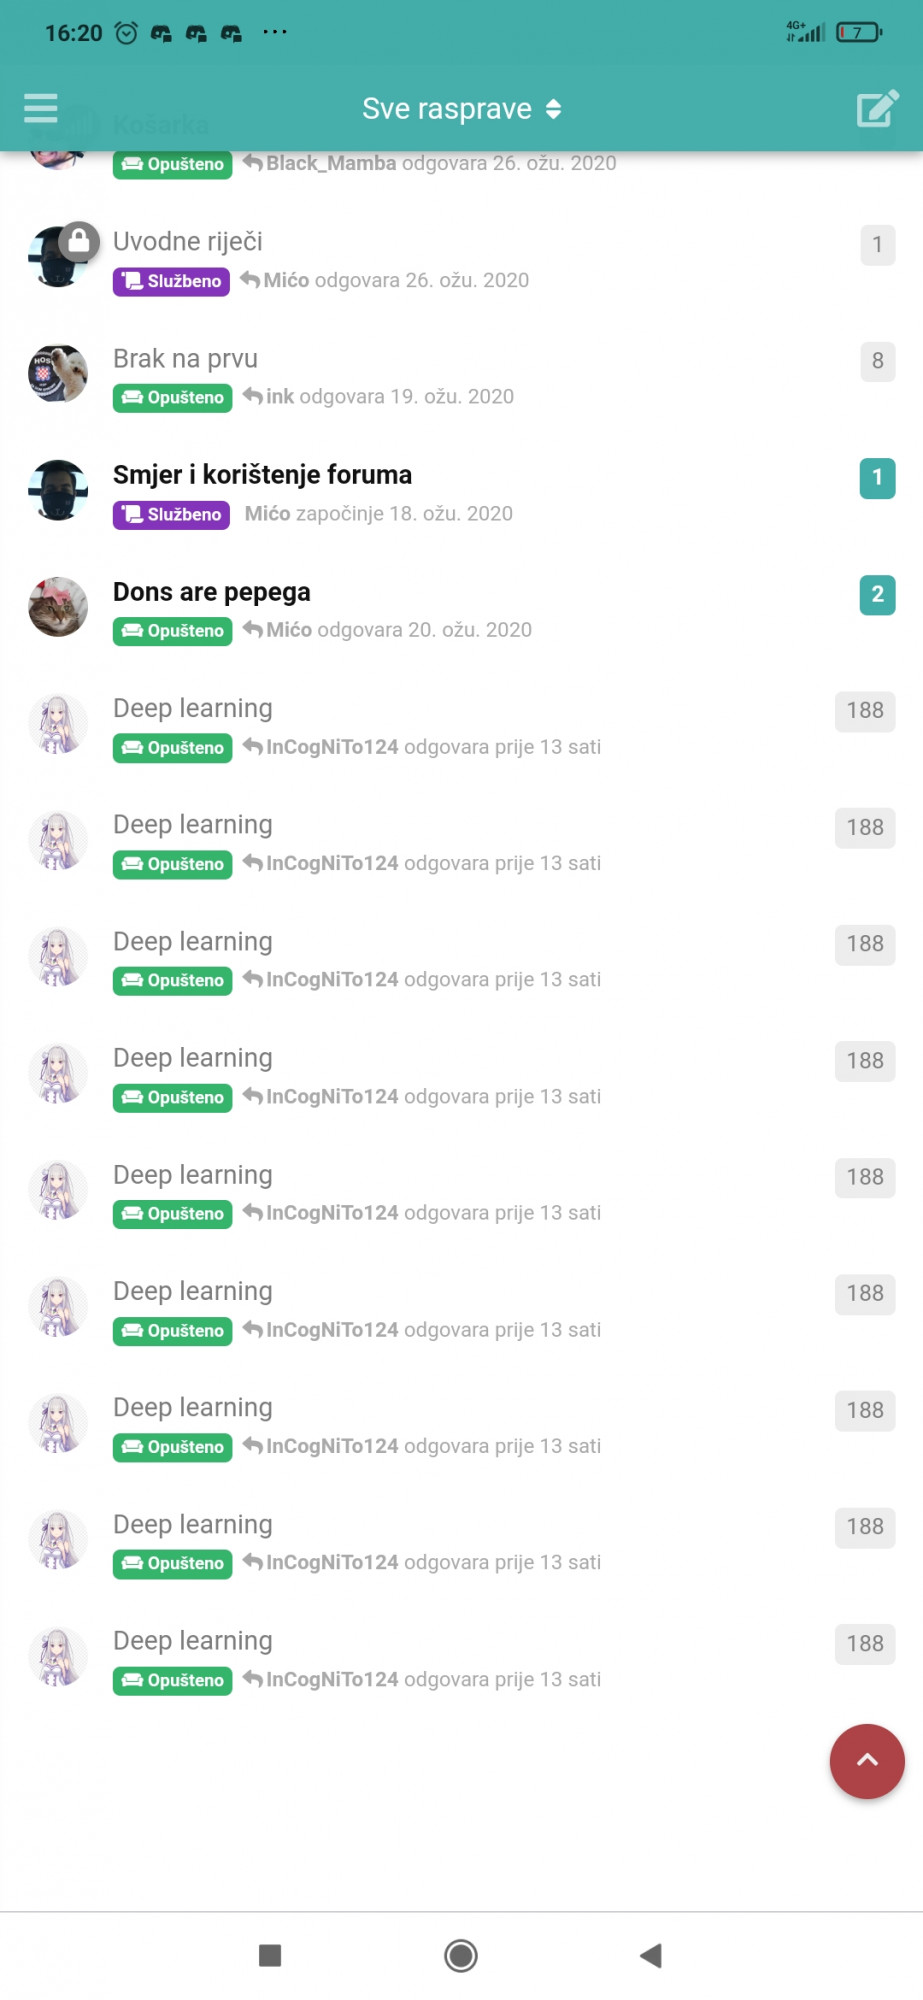 16:20
4G+
7
Sve rasprave
Košarka
Opušteno Black_Mamba odgovara 26. ožu. 2020
Uvodne riječi 1
Službeno Mićo odgovara 26. ožu. 2020
Brak na prvu 8
Opušteno ink odgovara 19. ožu. 2020
Smjer i korištenje foruma 1
Službeno Mićo započinje 18. ožu. 2020
Dons are pepega 2
Opušteno Mićo odgovara 20. ožu. 2020
Deep learning 188
Opušteno InCogNiTo124 odgovara prije 13 sati
Deep learning 188
Opušteno InCogNiTo124 odgovara prije 13 sati
Deep learning 188
Opušteno InCogNiTo124 odgovara prije 13 sati
Deep learning 188
Opušteno InCogNiTo124 odgovara prije 13 sati
Deep learning 188
Opušteno InCogNiTo124 odgovara prije 13 sati
Deep learning 188
Opušteno InCogNiTo124 odgovara prije 13 sati
Deep learning 188
Opušteno InCogNiTo124 odgovara prije 13 sati
Deep learning 188
Opušteno InCogNiTo124 odgovara prije 13 sati
Deep learning 188
Opušteno InCogNiTo124 odgovara prije 13 sati